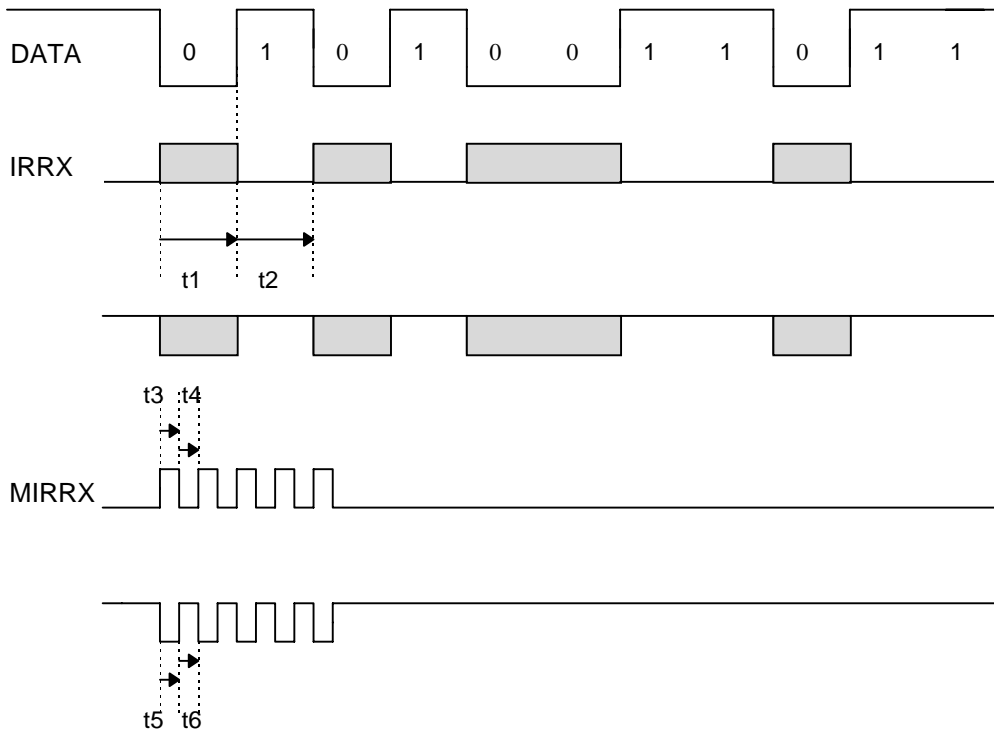 DATA 0 1 0 1 0 0 1 1 0 1 1
IRRX
t1 t2
t3 t4
MIRRX
t5 t6